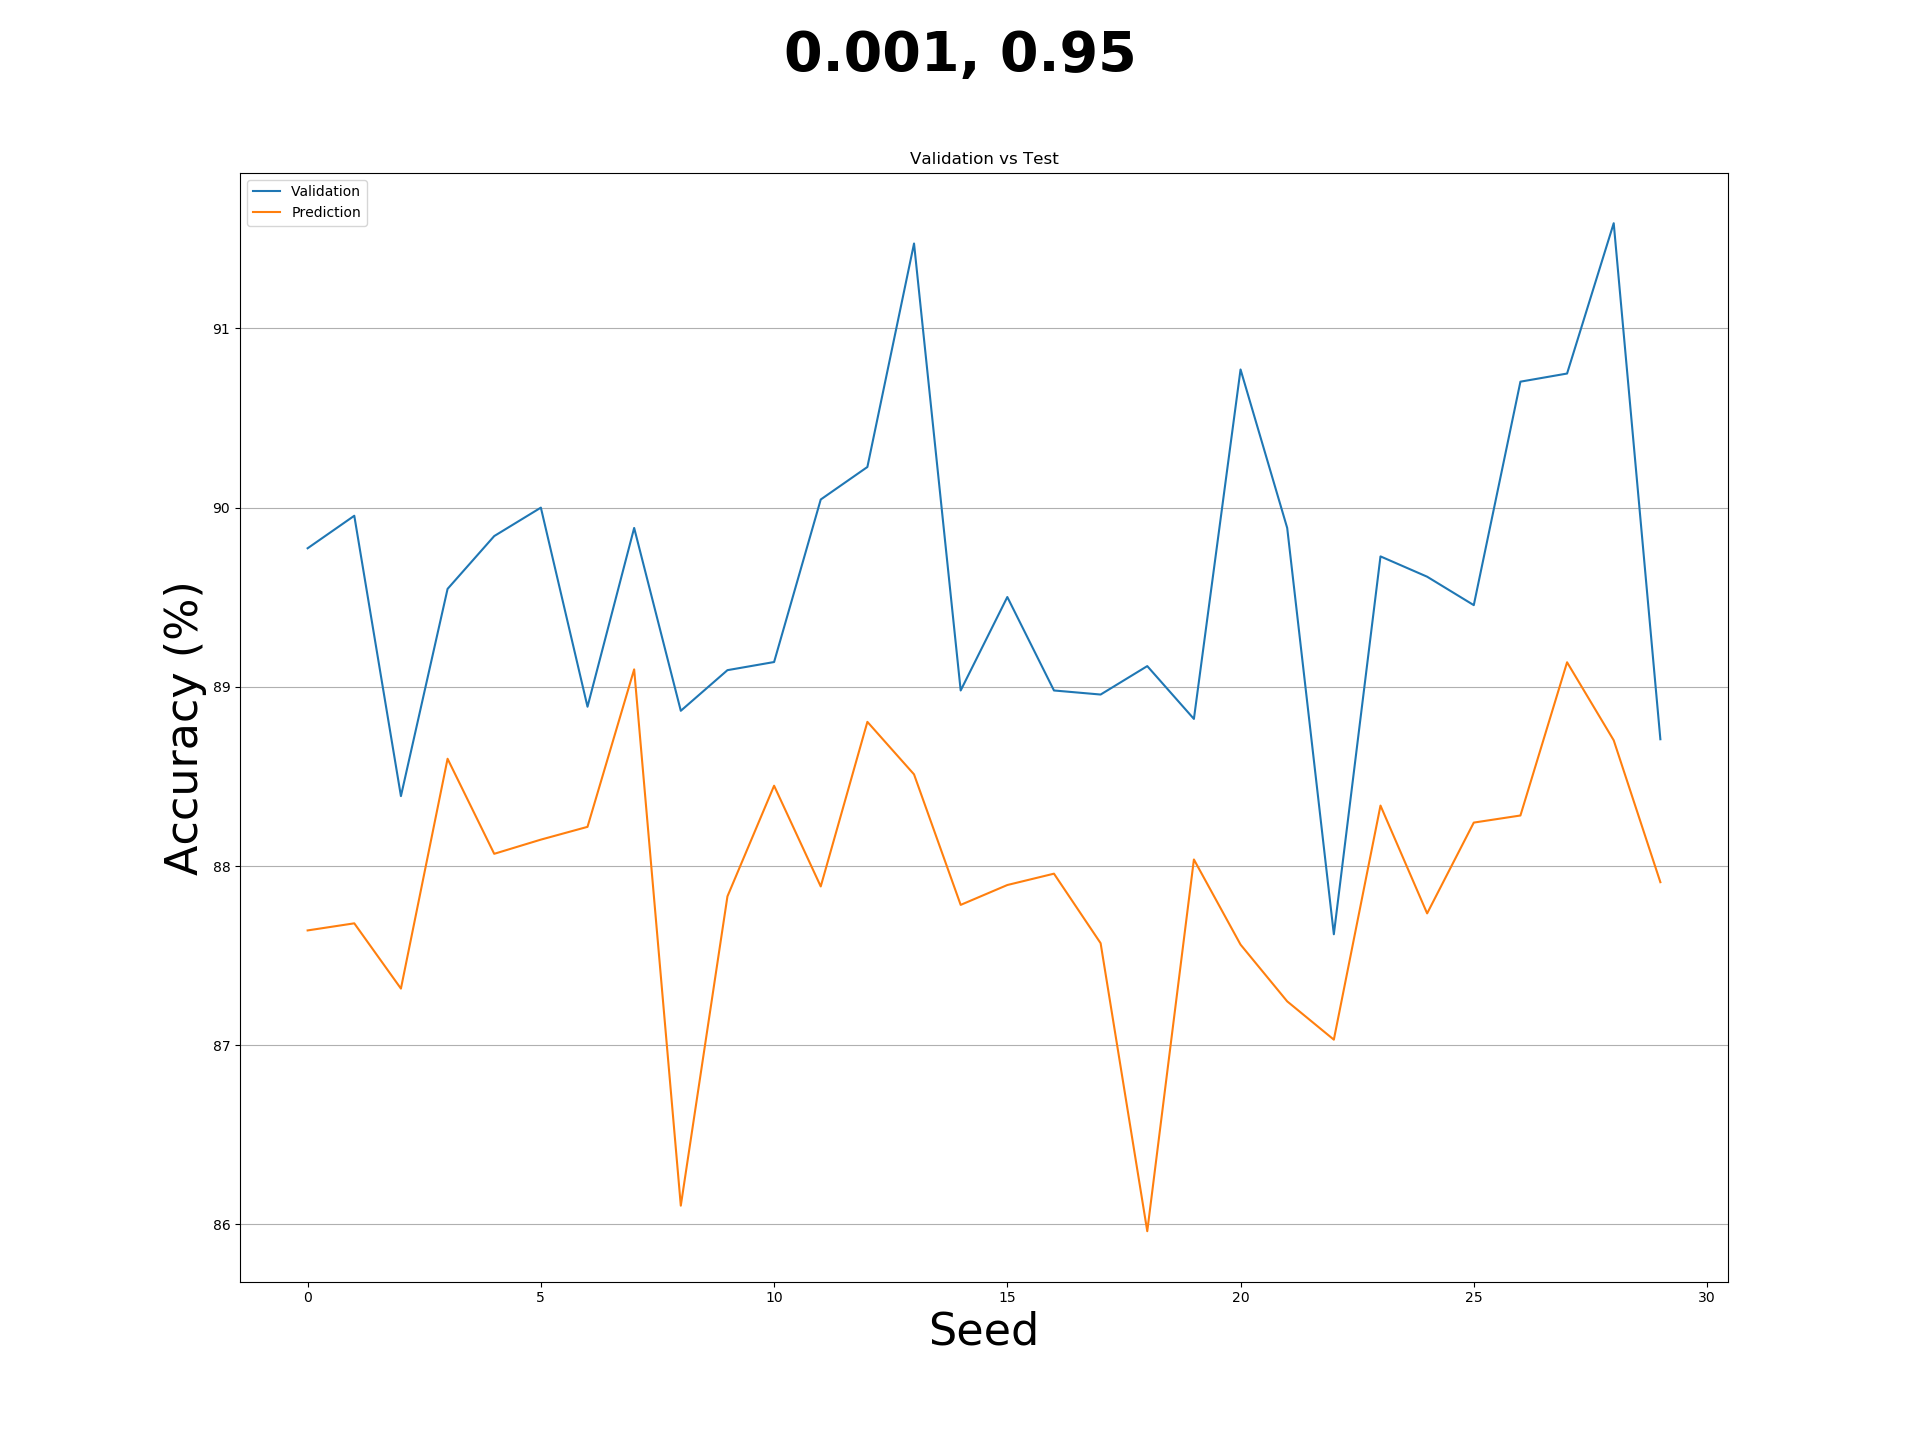 0.001, 0.95
Validation vs Test
Validation
Prediction
Accuracy (%)
91
90
89
88
87
86
0 5 10 15 20 25 30
Seed